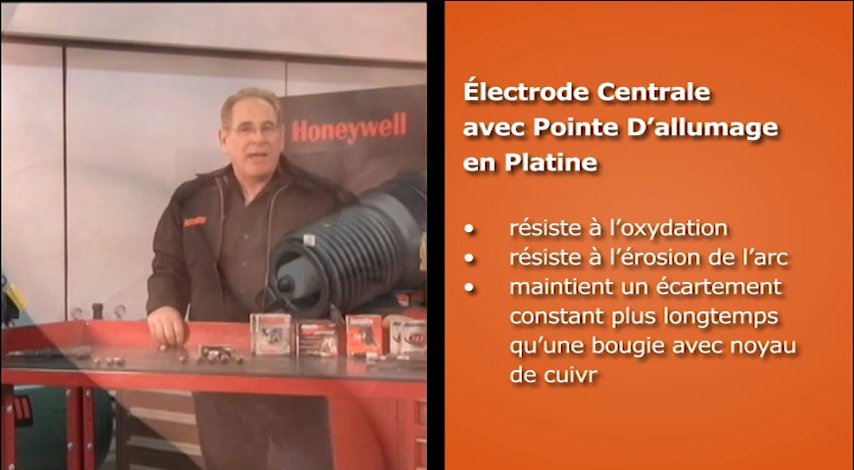 Honeywell
Électrode Centrale
avec Pointe D'allumage
en Platine
• résiste à l'oxydation
• résiste à l'érosion de l'arc
• maintient un écartement
constant plus longtemps
qu'une bougie avec noyau
de cuivr